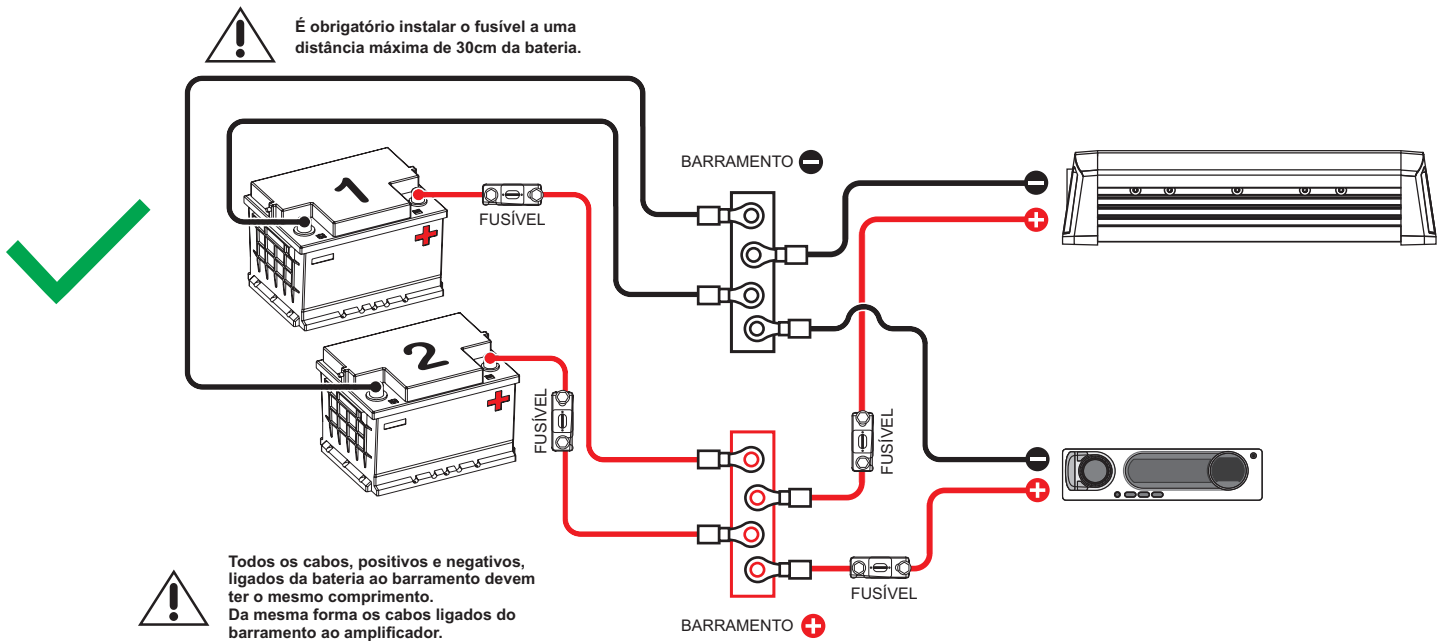 É obrigatório instalar o fusível a uma
distância máxima de 30cm da bateria.
BARRAMENTO
1
FUSÍVEL
2
FUSÍVEL
FUSÍVEL
FUSÍVEL
Todos os cabos, positivos e negativos,
ligados da bateria ao barramento devem
ter o mesmo comprimento.
Da mesma forma os cabos ligados do
barramento ao amplificador.
BARRAMENTO